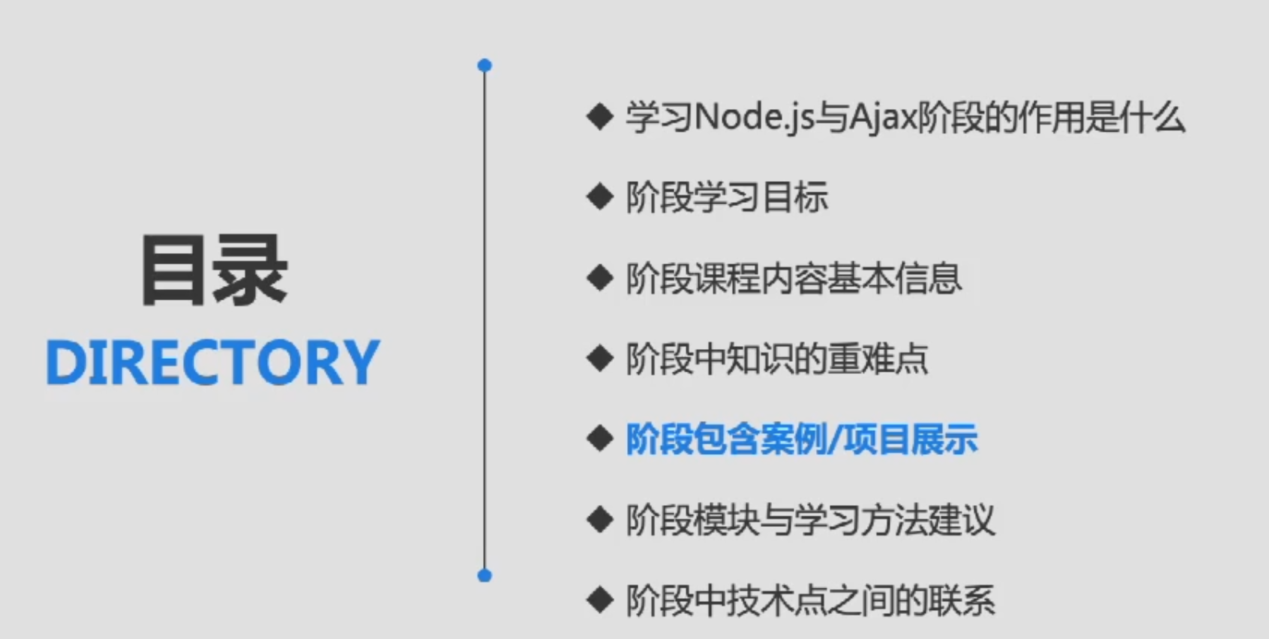 目录
DIRECTORY
学习Node.js与Ajax阶段的作用是什么
阶段学习目标
阶段课程内容基本信息
阶段中知识的重难点
阶段包含案例/项目展示
阶段模块与学习方法建议
阶段中技术点之间的联系